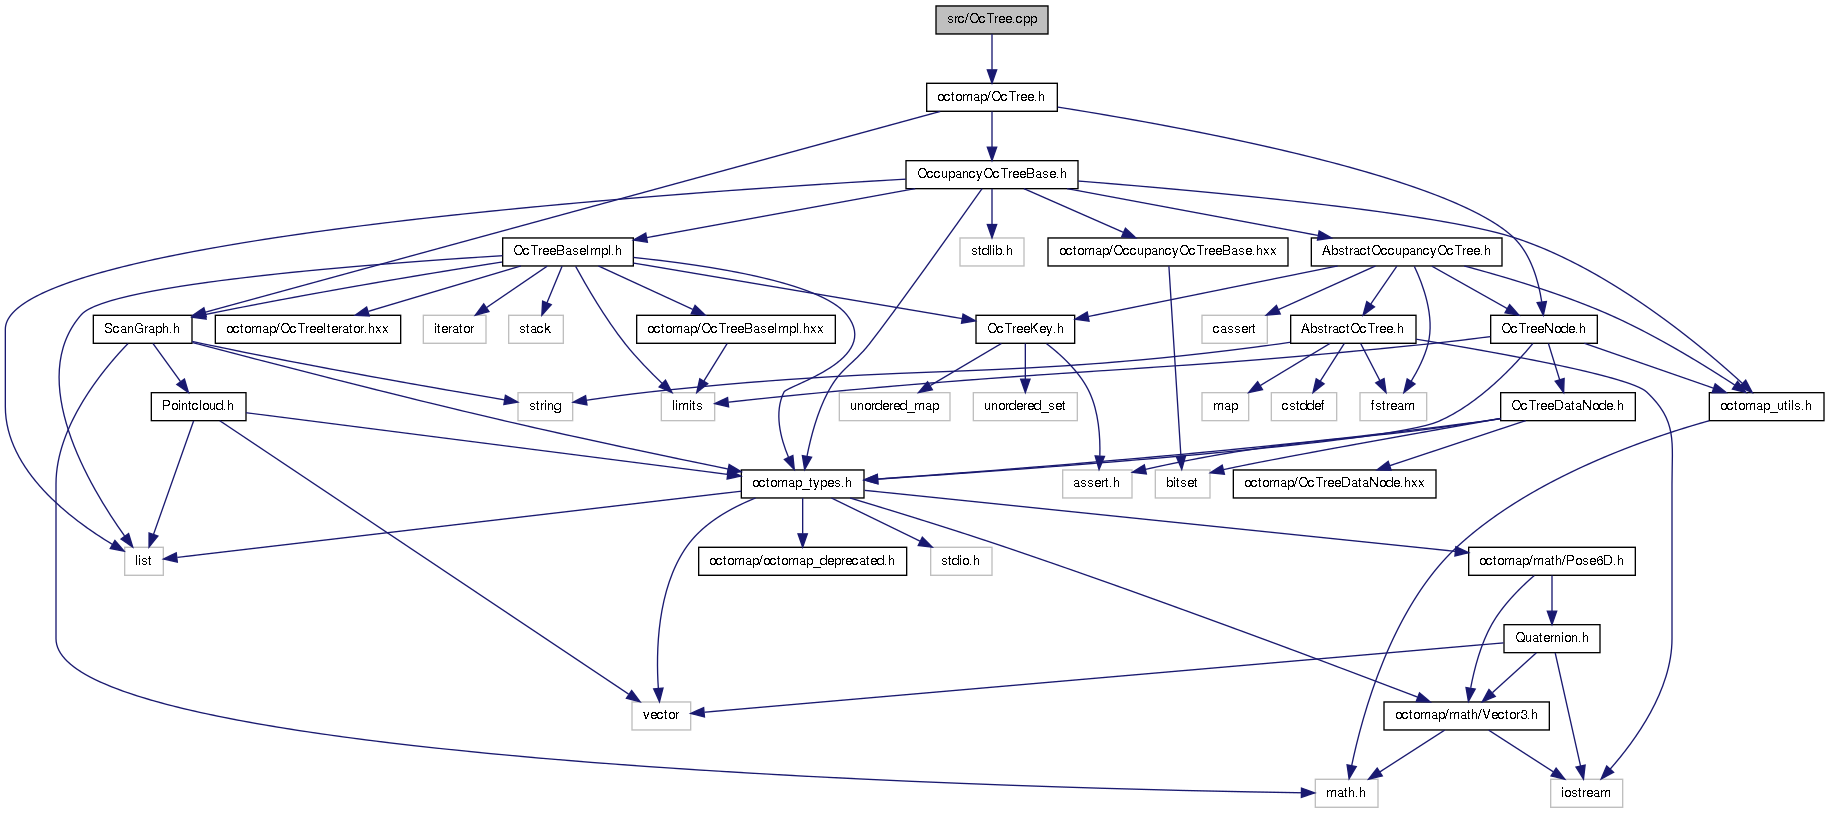 src/OcTree.cpp
octomap/OcTree.h
OccupancyOcTreeBase.h
OcTreeBaseImpl.h
stdlib.h
octomap/OccupancyOcTreeBase.hxx
AbstractOccupancyOcTree.h
ScanGraph.h
octomap/OcTreeIterator.hxx
iterator
stack
octomap/OcTreeBaseImpl.hxx
OcTreeKey.h
cassert
AbstractOcTree.h
OcTreeNode.h
Pointcloud.h
string
limits
unordered_map
unordered_set
map
cstddef
fstream
OcTreeDataNode.h
octomap_utils.h
octomap_types.h
assert.h
bitset
octomap/OcTreeDataNode.hxx
list
octomap/octomap_deprecated.h
stdio.h
octomap/math/Pose6D.h
Quaternion.h
vector
octomap/math/Vector3.h
math.h
iostream